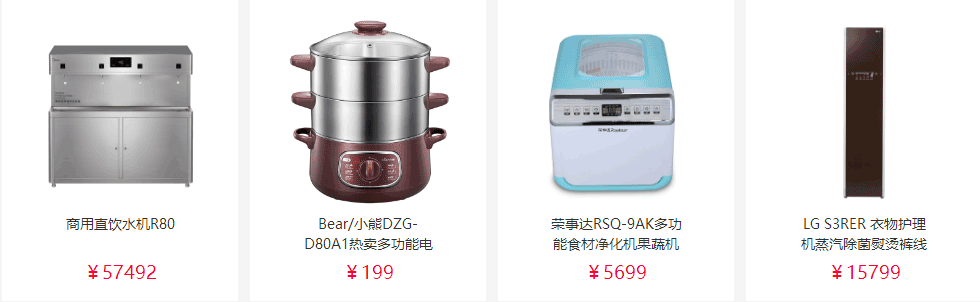 商用直饮水机R80
¥57492
Bear/小熊DZG-
D80A1热卖多功能电
¥199
荣事达RSQ-9AK多功
能食材净化机果蔬机
¥5699
LG S3RER 衣物护理
机蒸汽除菌熨烫裤线
¥15799